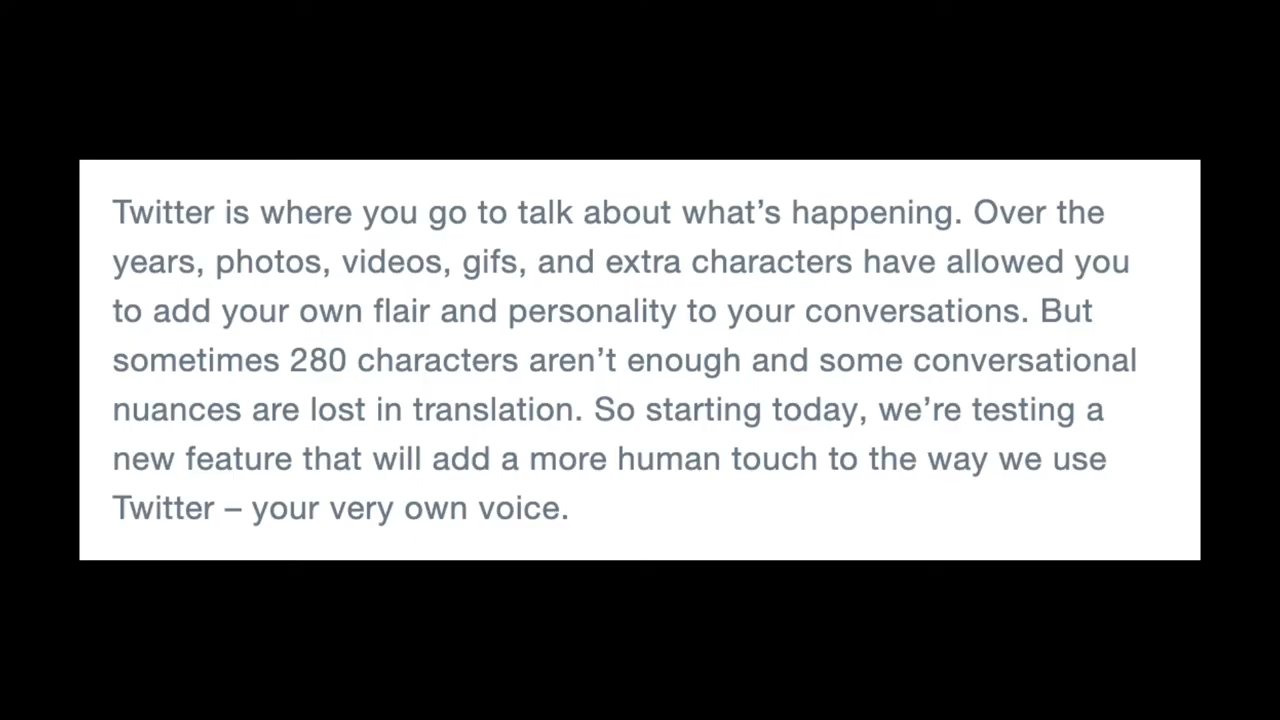 Twitter is where you go to talk about what’s happening. Over the
years, photos, videos, gifs, and extra characters have allowed you
to add your own flair and personality to your conversations. But
sometimes 280 characters aren’t enough and some conversational
nuances are lost in translation. So starting today, we’re testing a
new feature that will add a more human touch to the way we use
Twitter – your very own voice.